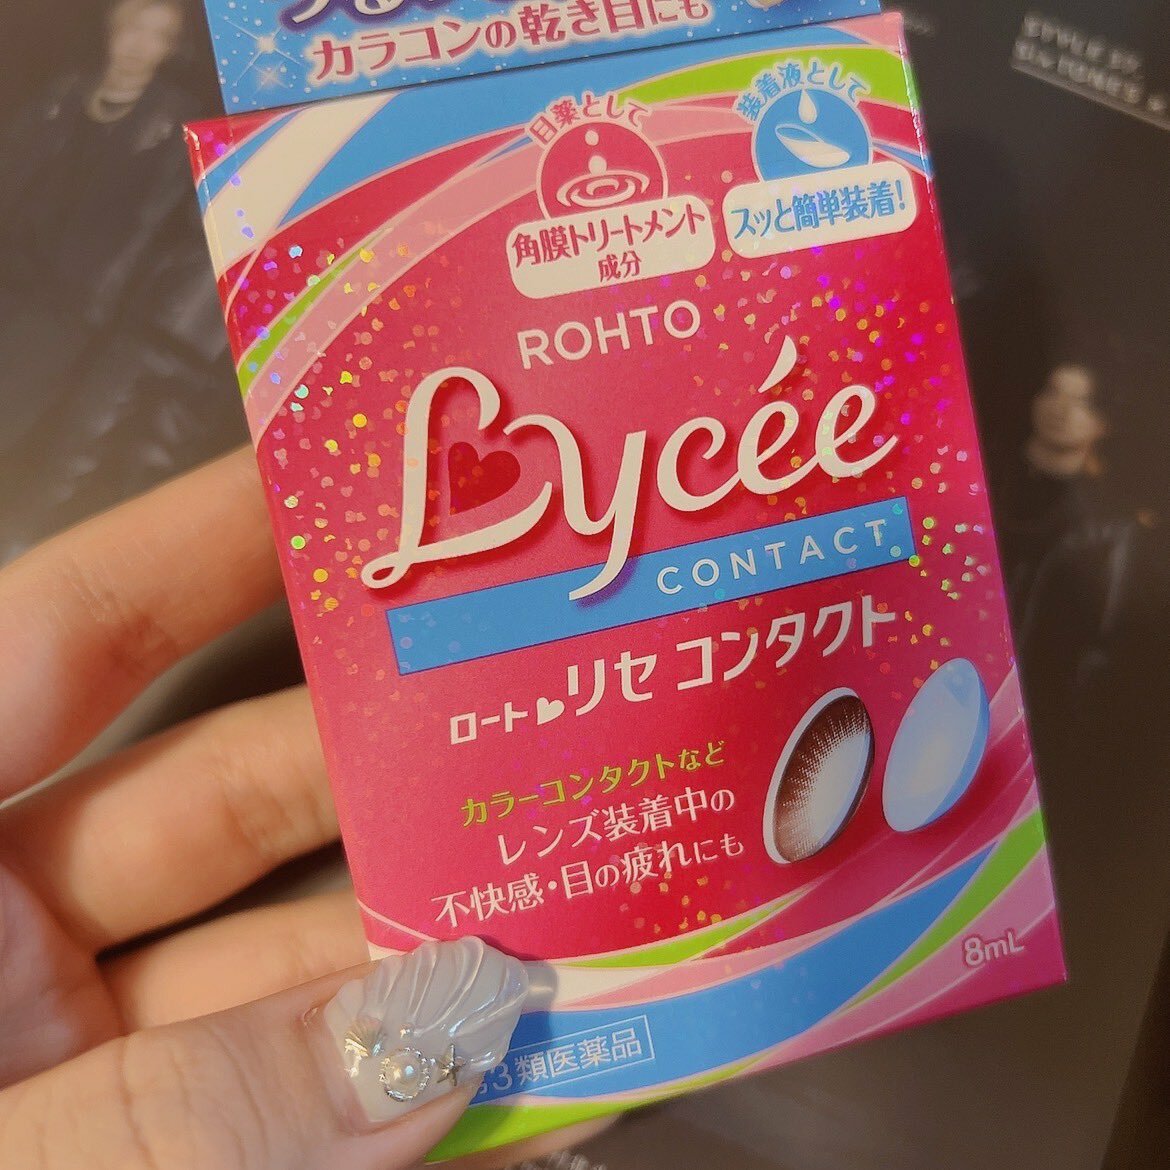 カラコンの乾き目にも
目薬として
装着液として
角膜トリートメント
成分
スッと簡単装着!
ROHTO
Lycée
CONTACT
ロートリセ コンタクト
カラーコンタクトなど
レンズ装着中の
不快感・目の疲れにも
8mL
3類医薬品